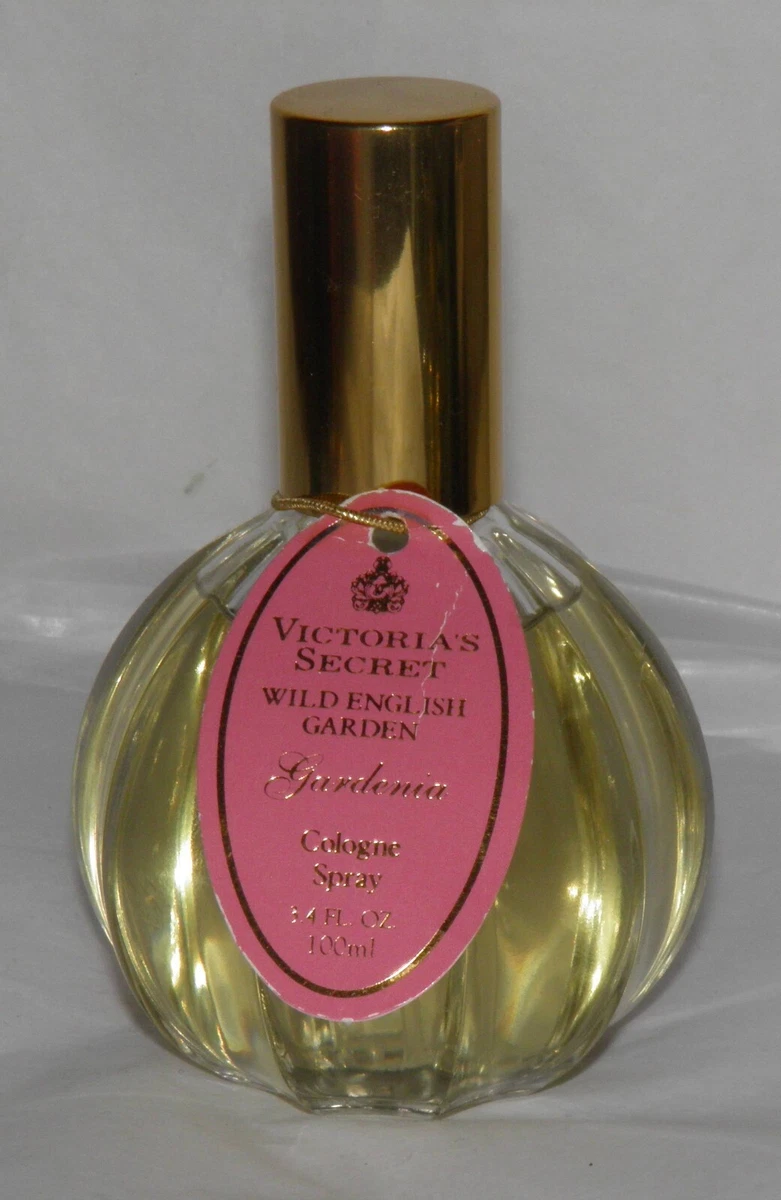 VICTORIA'S
SECRET
WILD ENGLISH
GARDEN
Gardenia
Cologne
Spray
3.4 FL. OZ.
100ml